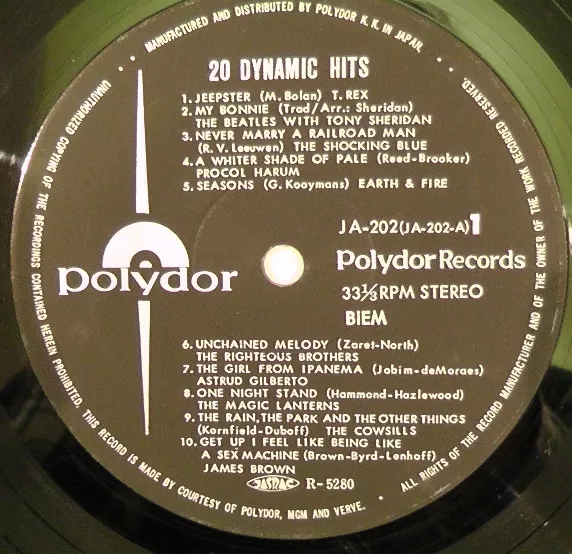 MANUFACTURED AND DISTRIBUTED BY POLYDOR K.K. IN JAPAN.
20 DYNAMIC HITS
1. JEEPSTER (M. Bolan) T. REX
2. MY BONNIE (Trad/Arr.: Sheridan)
THE BEATLES WITH TONY SHERIDAN
3. NEVER MARRY A RAILROAD MAN
(R. V. Leeuwen) THE SHOCKING BLUE
4. A WHITER SHADE OF PALE (Reed-Brooker)
PROCOL HARUM
5. SEASONS (G. Kooymans) EARTH & FIRE
JA-202(JA-202-A) 1
polydor
Polydor Records
33⅓ RPM STEREO
BIEM
6. UNCHAINED MELODY (Zaret-North)
THE RIGHTEOUS BROTHERS
7. THE GIRL FROM IPANEMA (Jobim-deMoraes)
ASTRUD GILBERTO
8. ONE NIGHT STAND (Hammond-Hazlewood)
THE MAGIC LANTERNS
9. THE RAIN, THE PARK AND THE OTHER THINGS
(Kornfield-Duboff) THE COWSILLS
10. GET UP I FEEL LIKE BEING LIKE
A SEX MACHINE (Brown-Byrd-Lenhoff)
JAMES BROWN
JASRAC R-5280
ALL RIGHTS OF THE RECORD MANUFACTURER AND OF THE OWNER OF THE WORK RECORDED RESERVED.
UNAUTHORIZED COPYING OF THE RECORDINGS CONTAINED HEREIN PROHIBITED. THIS RECORD IS MADE BY COURTESY OF POLYDOR, MGM AND VERVE.